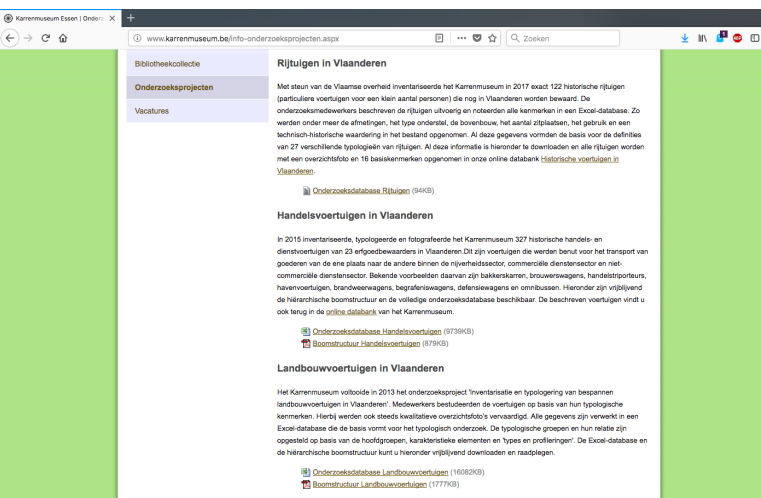 Karrenmuseum Essen | Onderz
www.karrenmuseum.be/info-onderzoeksprojecten.aspx
Zoeken
Bibliotheekcollectie
Onderzoeksprojecten
Vacatures
Rijtuigen in Vlaanderen
Met steun van de Vlaamse overheid inventariseerde het Karrenmuseum in 2017 exact 122 historische rijtuigen
(particuliere voertuigen voor een klein aantal personen) die nog in Vlaanderen worden bewaard. De
onderzoeksmedewerkers beschreven de rijtuigen uitvoerig en noteerden alle kenmerken in een Excel-database. Zo
werden onder meer de afmetingen, het type onderstel, de bovenbouw, het aantal zitplaatsen, het gebruik en een
technisch-historische waardering in het bestand opgenomen. Al deze gegevens vormden de basis voor de definities
van 27 verschillende typologieën van rijtuigen. Al deze informatie is hieronder te downloaden en alle rijtuigen worden
met een overzichtsfoto en 16 basiskenmerken opgenomen in onze online databank Historische voertuigen in
Vlaanderen.
Onderzoeksdatabase Rijtuigen (94KB)
Handelsvoertuigen in Vlaanderen
In 2015 inventariseerde, typologeerde en fotografeerde het Karrenmuseum 327 historische handels- en
dienstvoertuigen van 23 erfgoedbewaarders in Vlaanderen.Dit zijn voertuigen die werden benut voor het transport van
goederen van de ene plaats naar de andere binnen de nijverheidssector, commerciële dienstensector en niet-
commerciële dienstensector. Bekende voorbeelden daarvan zijn bakkerskarren, brouwerswagens, handelstriporteurs,
havenvoertuigen, brandweerwagens, begrafeniswagens, defensiewagens en omnibussen. Hieronder zijn vrijblijvend
de hiërarchische boomstructuur en de volledige onderzoeksdatabase beschikbaar. De beschreven voertuigen vindt u
ook terug in de online databank van het Karrenmuseum.
Onderzoeksdatabase Handelsvoertuigen (9739KB)
Boomstructuur Handelsvoertuigen (879KB)
Landbouwvoertuigen in Vlaanderen
Het Karrenmuseum voltooide in 2013 het onderzoeksproject 'Inventarisatie en typologering van bespannen
landbouwvoertuigen in Vlaanderen'. Medewerkers bestudeerden de voertuigen op basis van hun typologische
kenmerken. Hierbij werden ook steeds kwalitatieve overzichtsfoto's vervaardigd. Alle gegevens zijn verwerkt in een
Excel-database die de basis vormt voor het typologisch onderzoek. De typologische groepen en hun relatie zijn
opgesteld op basis van de hoofdgroepen, karakteristieke elementen en 'types en profileringen'. De Excel-database en
de hiërarchische boomstructuur kunt u hieronder vrijblijvend downloaden en raadplegen.
Onderzoeksdatabase Landbouwvoertuigen (16082KB)
Boomstructuur Landbouwvoertuigen (1777KB)